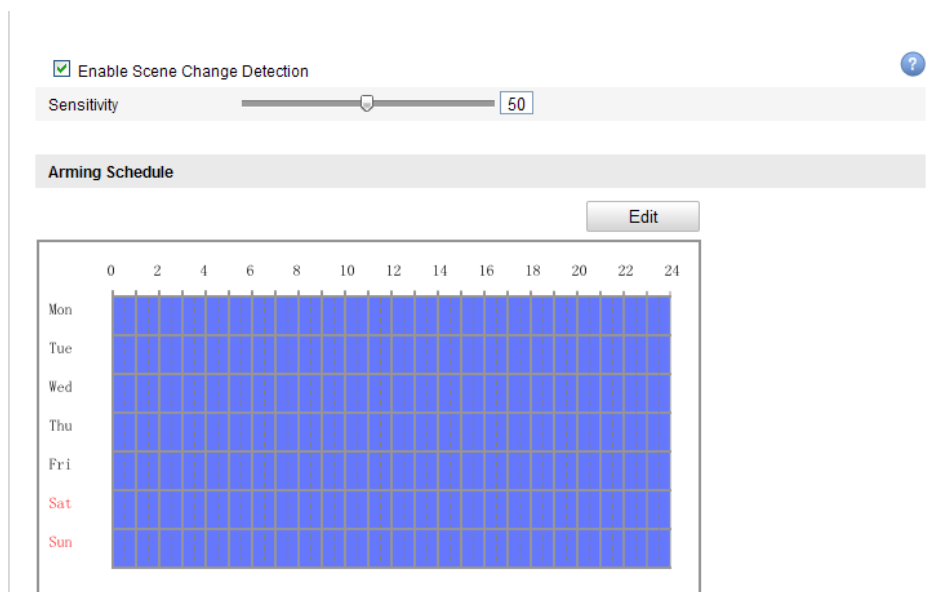 Enable Scene Change Detection ?
Sensitivity 50
Arming Schedule
Edit
0 2 4 6 8 10 12 14 16 18 20 22 24
Mon
Tue
Wed
Thu
Fri
Sat
Sun